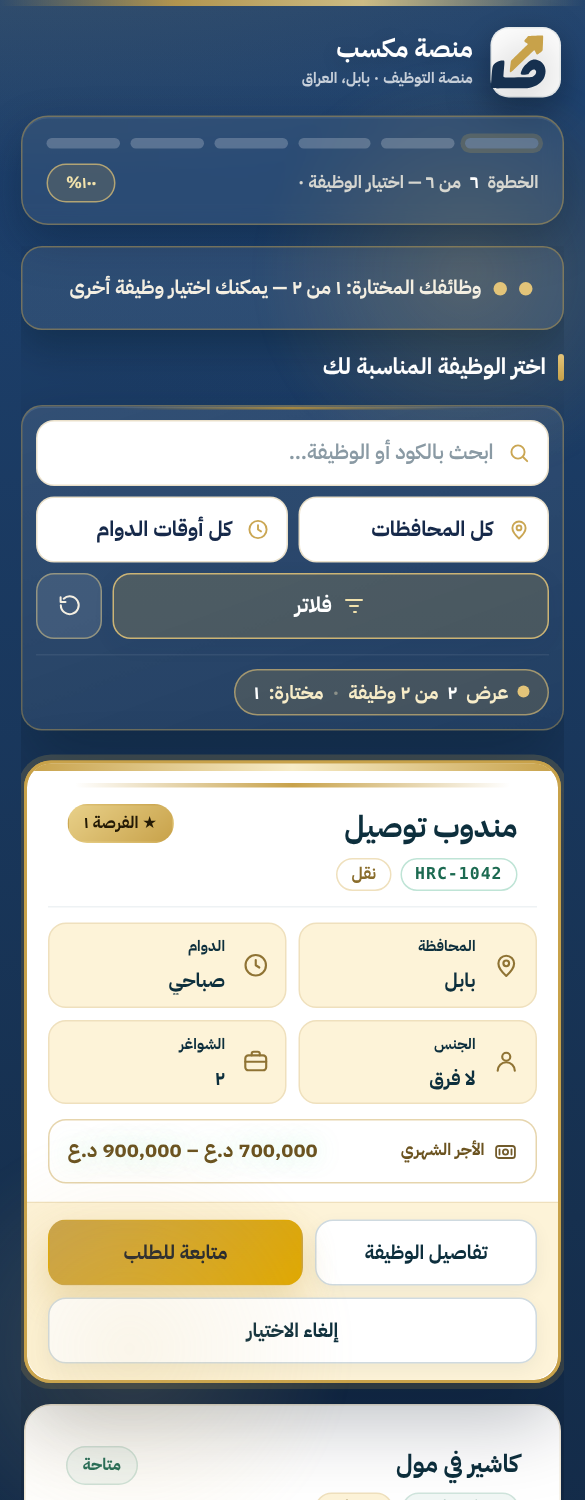 منصة مكسب
منصة التوظيف · بابل، العراق
الخطوة ٦ من ٦ — اختيار الوظيفة ·
١٠٠%
وظائفك المختارة: ١ من ٢ — يمكنك اختيار وظيفة أخرى
اختر الوظيفة المناسبة لك
ابحث بالكود أو الوظيفة...
كل المحافظات
كل أوقات الدوام
فلاتر
عرض ٢ من ٢ وظيفة · مختارة: ١
مندوب توصيل
★ الفرصة ١
HRC-1042
نقل
المحافظة
بابل
الدوام
صباحي
الجنس
لا فرق
الشواغر
٢
الأجر الشهري
700,000 د.ع – 900,000 د.ع
تفاصيل الوظيفة
متابعة للطلب
إلغاء الاختيار
كاشير في مول
متاحة